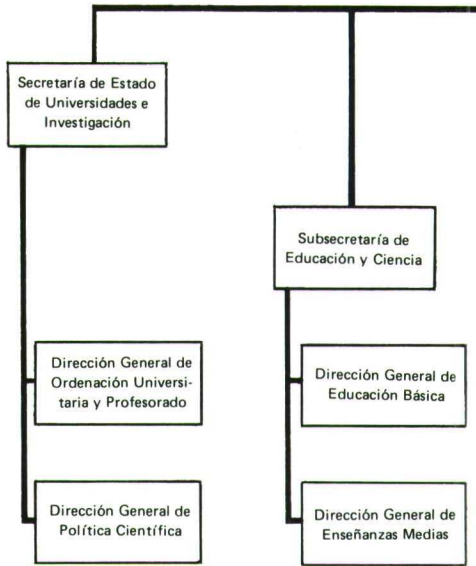 Secretaría de Estado
de Universidades e
Investigación
Subsecretaría de
Educación y Ciencia
Dirección General de
Ordenación Universi-
taria y Profesorado
Dirección General de
Educación Básica
Dirección General de
Política Científica
Dirección General de
Enseñanzas Medias